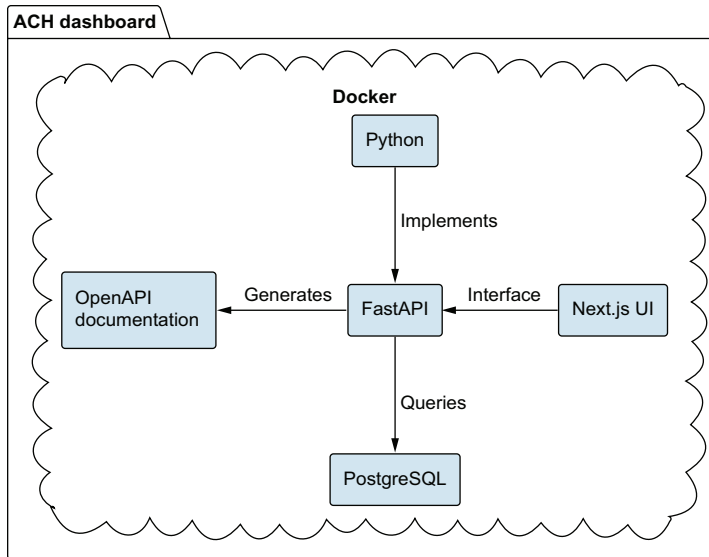 ACH dashboard
Docker
Python
Implements
OpenAPI
documentation
Generates
FastAPI
Interface
Next.js UI
Queries
PostgreSQL